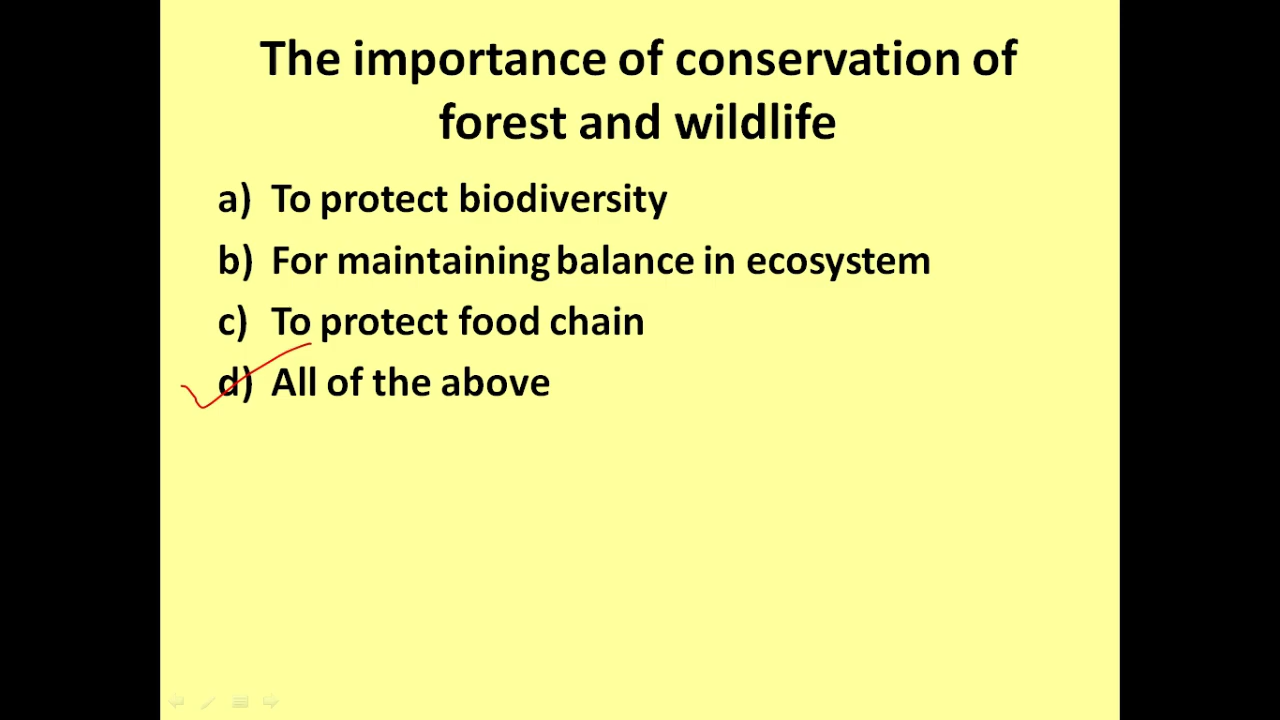 The importance of conservation of
forest and wildlife
a) To protect biodiversity
b) For maintaining balance in ecosystem
c) To protect food chain
d) All of the above